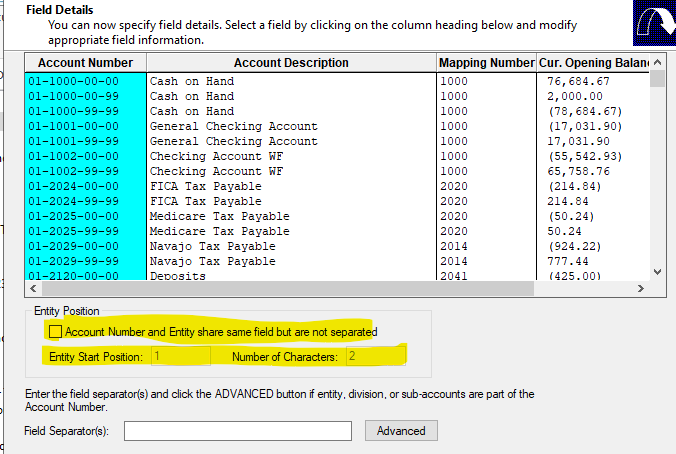 Field Details
You can now specify field details. Select a field by clicking on the column heading below and modify
appropriate field information.
Account Number Account Description Mapping Number Cur. Opening Balan
01-1000-00-00 Cash on Hand 1000 76,684.67
01-1000-00-99 Cash on Hand 1000 2,000.00
01-1000-99-99 Cash on Hand 1000 (78,684.67)
01-1001-00-00 General Checking Account 1000 (17,031.90)
01-1001-99-99 General Checking Account 1000 17,031.90
01-1002-00-00 Checking Account WF 1000 (55,542.93)
01-1002-99-99 Checking Account WF 1000 65,758.76
01-2024-00-00 FICA Tax Payable 2020 (214.84)
01-2024-99-99 FICA Tax Payable 2020 214.84
01-2025-00-00 Medicare Tax Payable 2020 (50.24)
01-2025-99-99 Medicare Tax Payable 2020 50.24
01-2029-00-00 Navajo Tax Payable 2014 (924.22)
01-2029-99-99 Navajo Tax Payable 2014 777.44
01-2120-00-00 Deposits 2041 (425.00)
Entity Position
Account Number and Entity share same field but are not separated
Entity Start Position: 1 Number of Characters: 2
Enter the field separator(s) and click the ADVANCED button if entity, division, or sub-accounts are part of the
Account Number.
Field Separator(s): Advanced